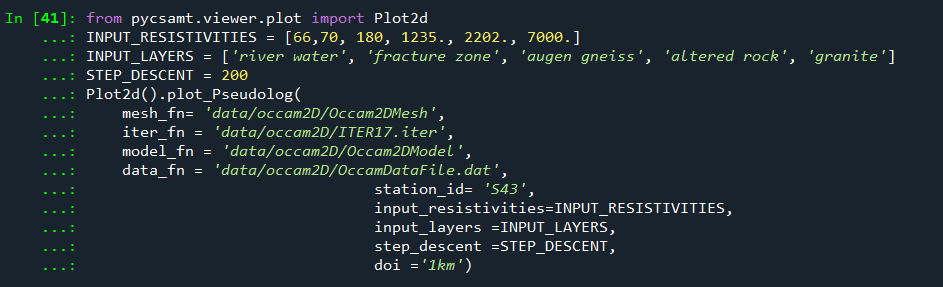 In [41]: from pycsamt.viewer.plot import Plot2d
...: INPUT_RESISTIVITIES = [66,70, 180, 1235., 2202., 7000.]
...: INPUT_LAYERS = ['river water', 'fracture zone', 'augen gneiss', 'altered rock', 'granite']
...: STEP_DESCENT = 200
...: Plot2d().plot_Pseudolog(
...:     mesh_fn= 'data/occam2D/Occam2DMesh',
...:     iter_fn = 'data/occam2D/ITER17.iter',
...:     model_fn = 'data/occam2D/Occam2DModel',
...:     data_fn = 'data/occam2D/OccamDataFile.dat',
...:                                 station_id= 'S43',
...:                                 input_resistivities=INPUT_RESISTIVITIES,
...:                                 input_layers =INPUT_LAYERS,
...:                                 step_descent =STEP_DESCENT,
...:                                 doi ='1km')